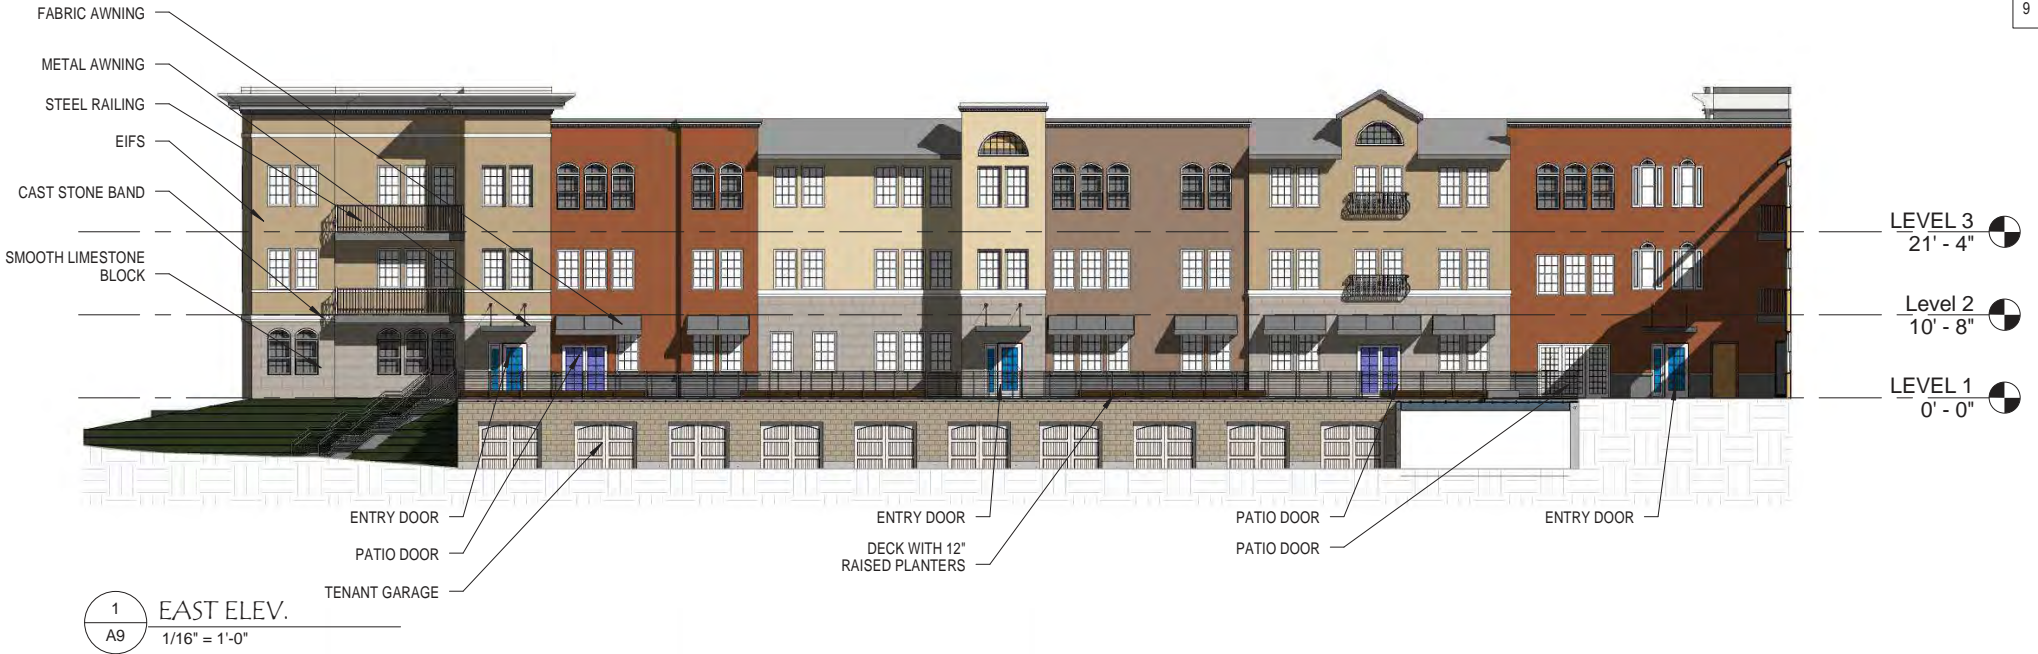 9
FABRIC AWNING
METAL AWNING
STEEL RAILING
EIFS
CAST STONE BAND
SMOOTH LIMESTONE
BLOCK
LEVEL 3
21' - 4"
Level 2
10' - 8"
LEVEL 1
0' - 0"
ENTRY DOOR
PATIO DOOR
TENANT GARAGE
ENTRY DOOR
DECK WITH 12"
RAISED PLANTERS
PATIO DOOR
PATIO DOOR
ENTRY DOOR
1
A9
EAST ELEV.
1/16" = 1'-0"